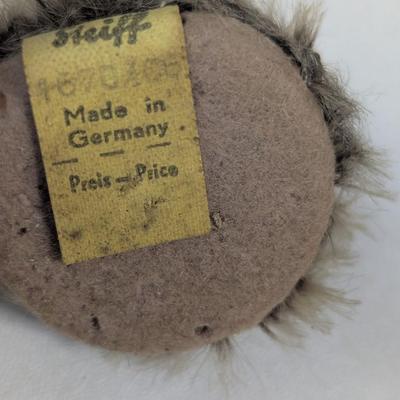 Steiff
Made in
Germany
Preis – Price